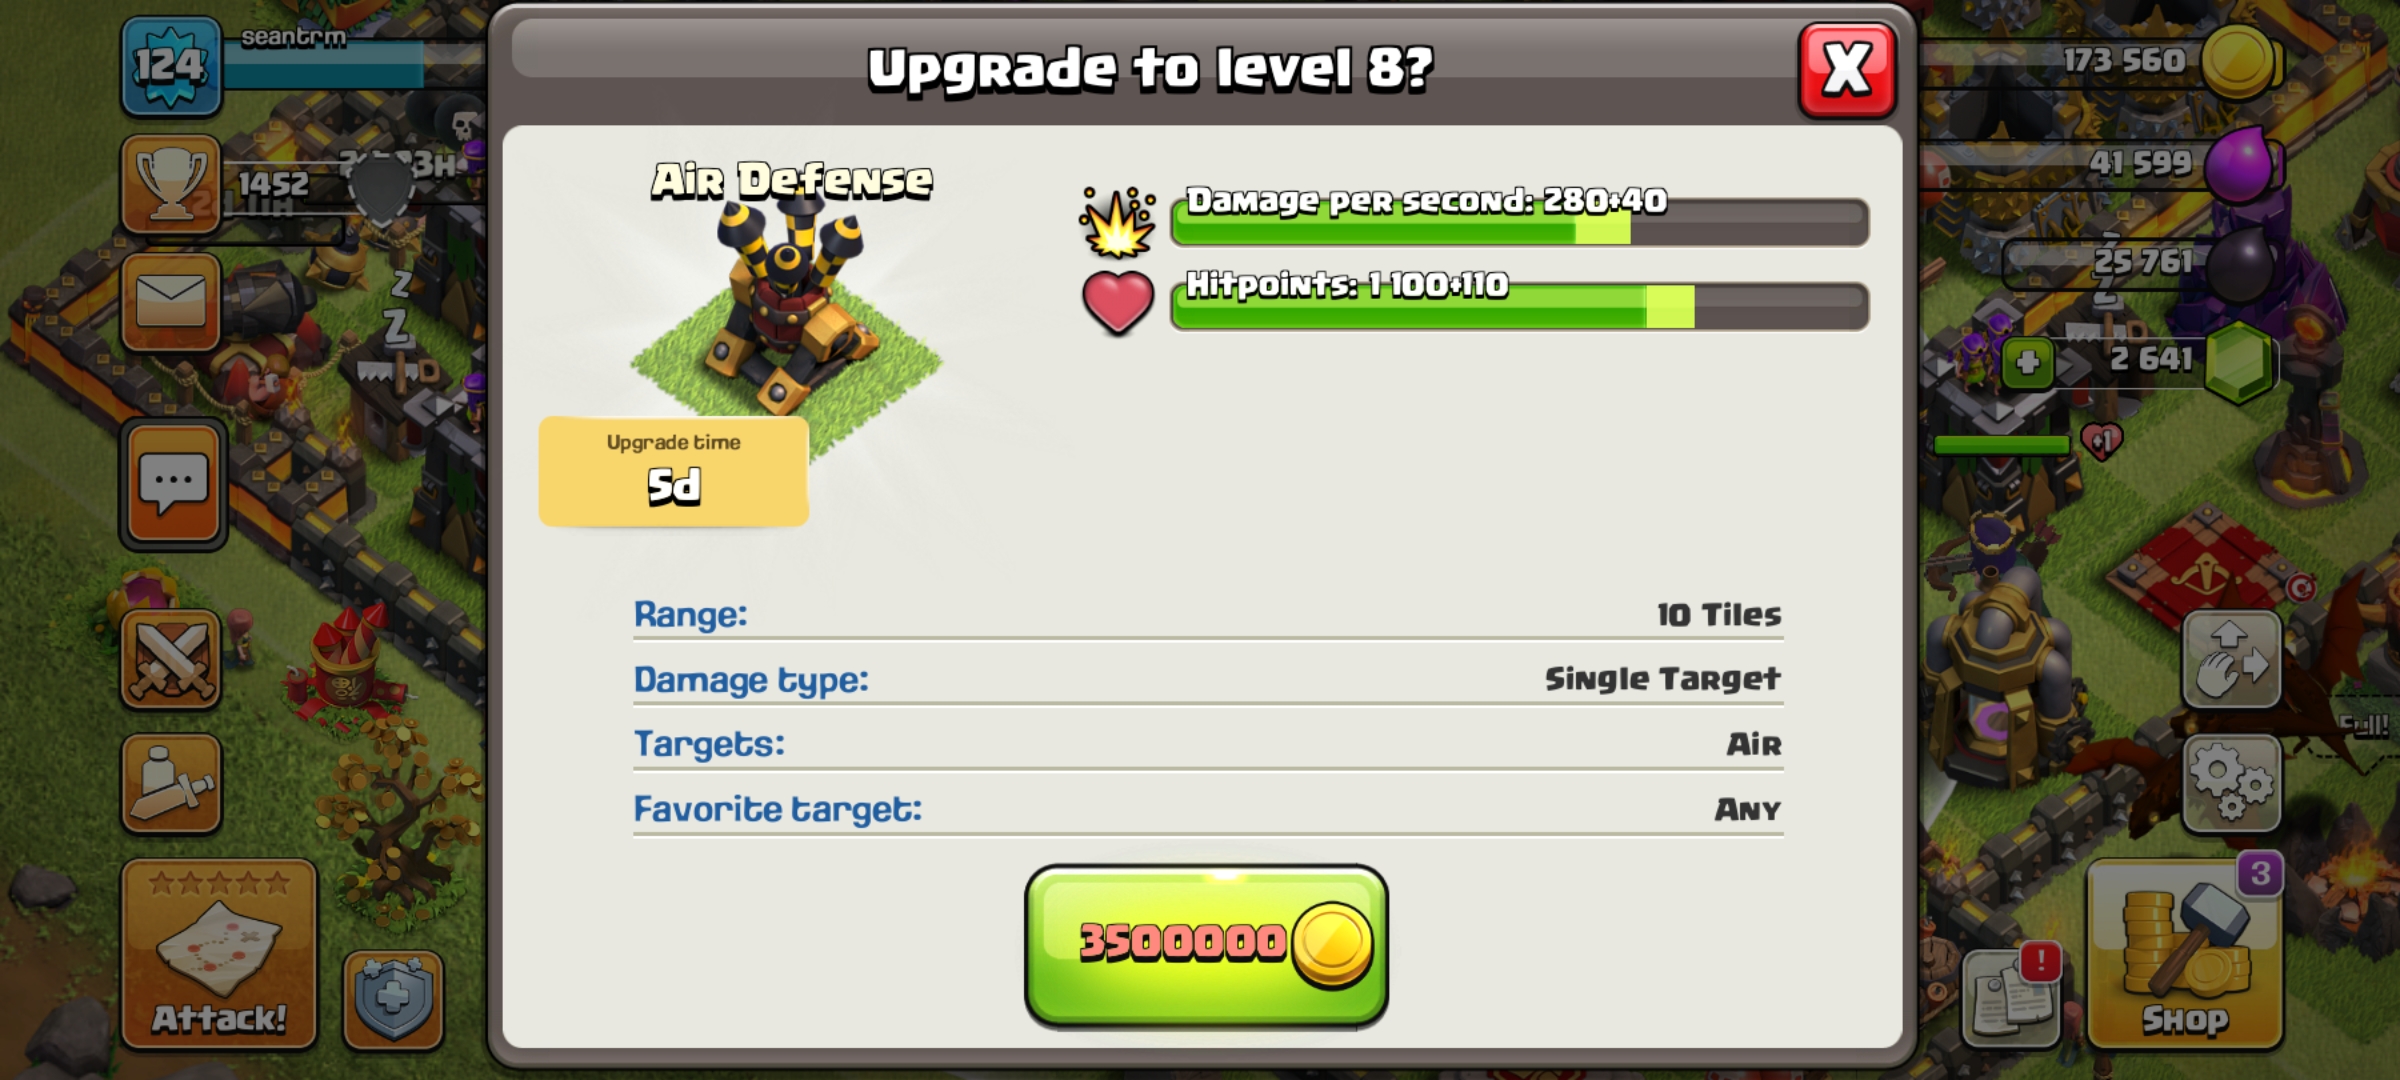 124
seantrm
Upgrade to level 8?
X
173 560
1452
Air Defense
Damage per second: 280+40
41 599
Hitpoints: 1 100+110
25 761
Z
Z
2 641
+1
Upgrade time
5d
Range: 10 Tiles
Damage type: Single Target
Targets: Air
Full!
Favorite target: Any
3
3500000
!
Attack!
Shop